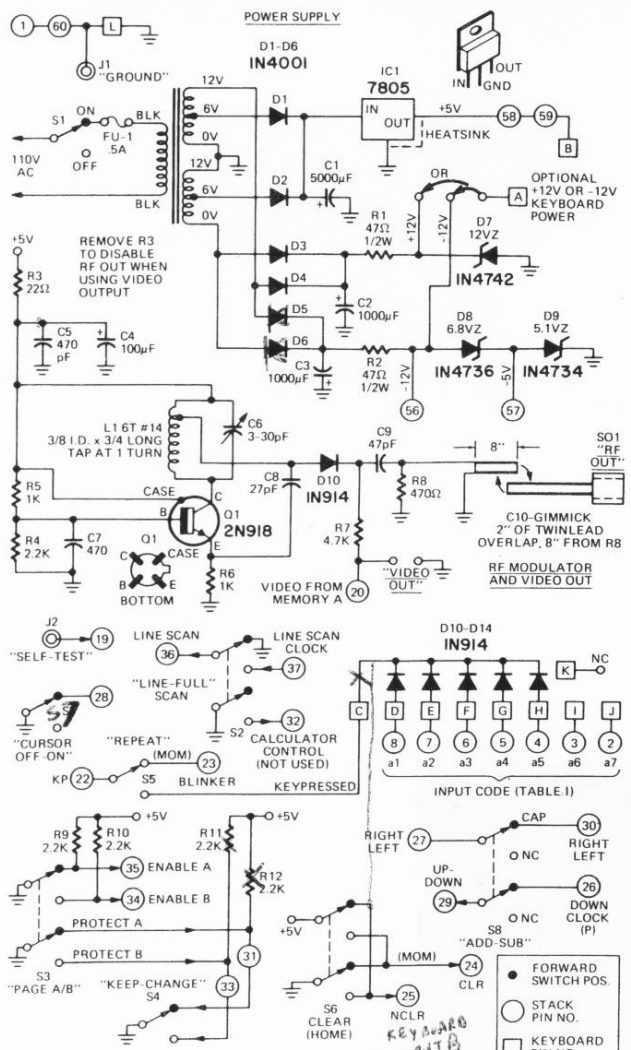 POWER SUPPLY
1 60 L
J1
"GROUND"
D1-D6
IN4001
OUT
IN GND
IC1
7805
IN
OUT
+5V
58 59
B
HEATSINK
12V
6V
0V
12V
6V
0V
D1
D2
D3
D4
D5
D6
S1
ON
OFF
FU-1
.5A
BLK
BLK
110V
AC
C1
5000µF
+
OR
A
OPTIONAL
+12V OR -12V
KEYBOARD
POWER
R1
47Ω
1/2W
+12V
-12V
D7
12VZ
IN4742
C2
1000µF
+
+5V
R3
22Ω
REMOVE R3
TO DISABLE
RF OUT WHEN
USING VIDEO
OUTPUT
C5
470
pF
C4
100µF
+
C3
1000µF
+
R2
47Ω
1/2W
-12V
56
D8
6.8VZ
IN4736
-5V
57
D9
5.1VZ
IN4734
L1 6T #14
3/8 I.D. x 3/4 LONG
TAP AT 1 TURN
C6
3-30pF
C8
27pF
D10
IN914
C9
47pF
R8
470Ω
8"
SO1
"RF
OUT"
C10-GIMMICK
2" OF TWINLEAD
OVERLAP, 8" FROM R8
RF MODULATOR
AND VIDEO OUT
R5
1K
R4
2.2K
C7
470
CASE
B
C
E
Q1
2N918
Q1
C
CASE
B
E
BOTTOM
R6
1K
R7
4.7K
VIDEO FROM
MEMORY A
20
"VIDEO
OUT"
J2
19
"SELF-TEST"
28
S7
"CURSOR
OFF-ON"
LINE SCAN
36
LINE SCAN
CLOCK
37
"LINE-FULL"
SCAN
S2
32
CALCULATOR
CONTROL
(NOT USED)
"REPEAT"
(MOM)
23
BLINKER
KP 22
S5
KEYPRESSED
D10-D14
IN914
K NC
C D E F G H I J
8 7 6 5 4 3 2
a1 a2 a3 a4 a5 a6 a7
INPUT CODE (TABLE I)
+5V
R9
2.2K
R10
2.2K
35 ENABLE A
34 ENABLE B
PROTECT A
PROTECT B
S3
"PAGE A/B"
R11
2.2K
+5V
R12
2.2K
31
33
"KEEP-CHANGE"
S4
+5V
S6
CLEAR
(HOME)
(MOM)
24
CLR
25
NCLR
RIGHT
LEFT
27
CAP
30
RIGHT
LEFT
NC
UP-
DOWN
29
26
DOWN
CLOCK
(P)
NC
S8
"ADD-SUB"
KEYBOARD
FORWARD
SWITCH POS.
STACK
PIN NO.
KEYBOARD